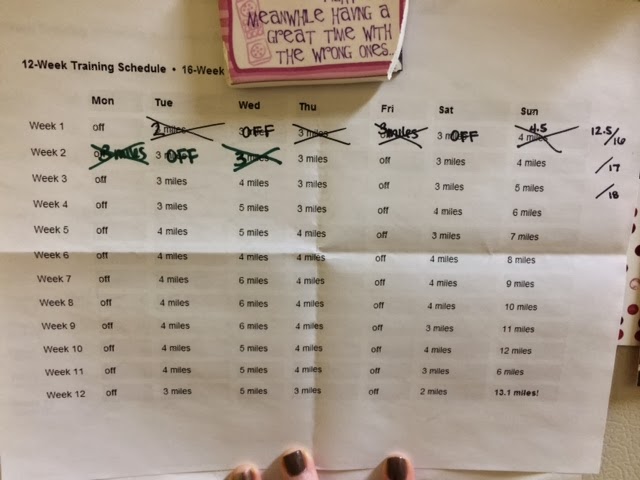 MEANWHILE HAVING A
GREAT TIME WITH
THE WRONG ONES...
12-Week Training Schedule • 16-Week
Mon Tue Wed Thu Fri Sat Sun
Week 1 off 2 miles 3 OFF 3 miles 3 miles 3 m OFF 4.5 4 miles 12.5/16
Week 2 3 miles 3 OFF 3 3 miles off 3 miles 4 miles /17
Week 3 off 3 miles 4 miles 3 miles off 3 miles 5 miles /18
Week 4 off 3 miles 5 miles 3 miles off 4 miles 6 miles
Week 5 off 4 miles 5 miles 4 miles off 3 miles 7 miles
Week 6 off 4 miles 4 miles 4 miles off 4 miles 8 miles
Week 7 off 4 miles 6 miles 4 miles off 4 miles 9 miles
Week 8 off 4 miles 6 miles 4 miles off 4 miles 10 miles
Week 9 off 4 miles 6 miles 4 miles off 3 miles 11 miles
Week 10 off 4 miles 5 miles 4 miles off 4 miles 12 miles
Week 11 off 4 miles 5 miles 4 miles off 3 miles 6 miles
Week 12 off 3 miles 5 miles 3 miles off 2 miles 13.1 miles!